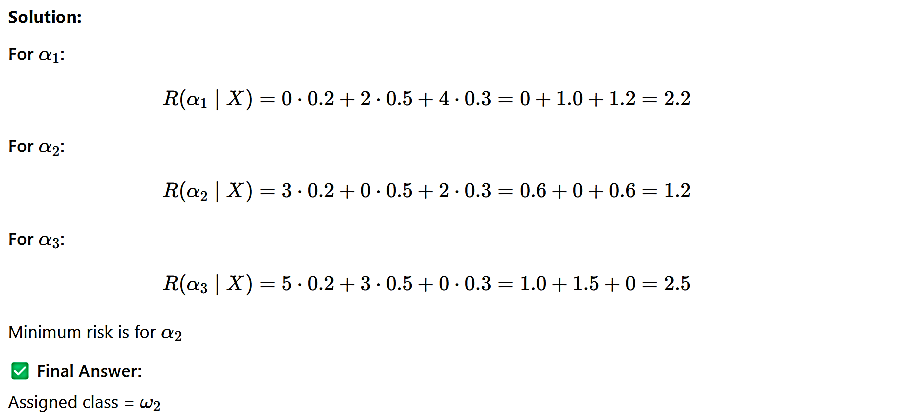 Solution:
For α₁:
R(α₁ | X) = 0 · 0.2 + 2 · 0.5 + 4 · 0.3 = 0 + 1.0 + 1.2 = 2.2
For α₂:
R(α₂ | X) = 3 · 0.2 + 0 · 0.5 + 2 · 0.3 = 0.6 + 0 + 0.6 = 1.2
For α₃:
R(α₃ | X) = 5 · 0.2 + 3 · 0.5 + 0 · 0.3 = 1.0 + 1.5 + 0 = 2.5
Minimum risk is for α₂
✅ Final Answer:
Assigned class = ω₂